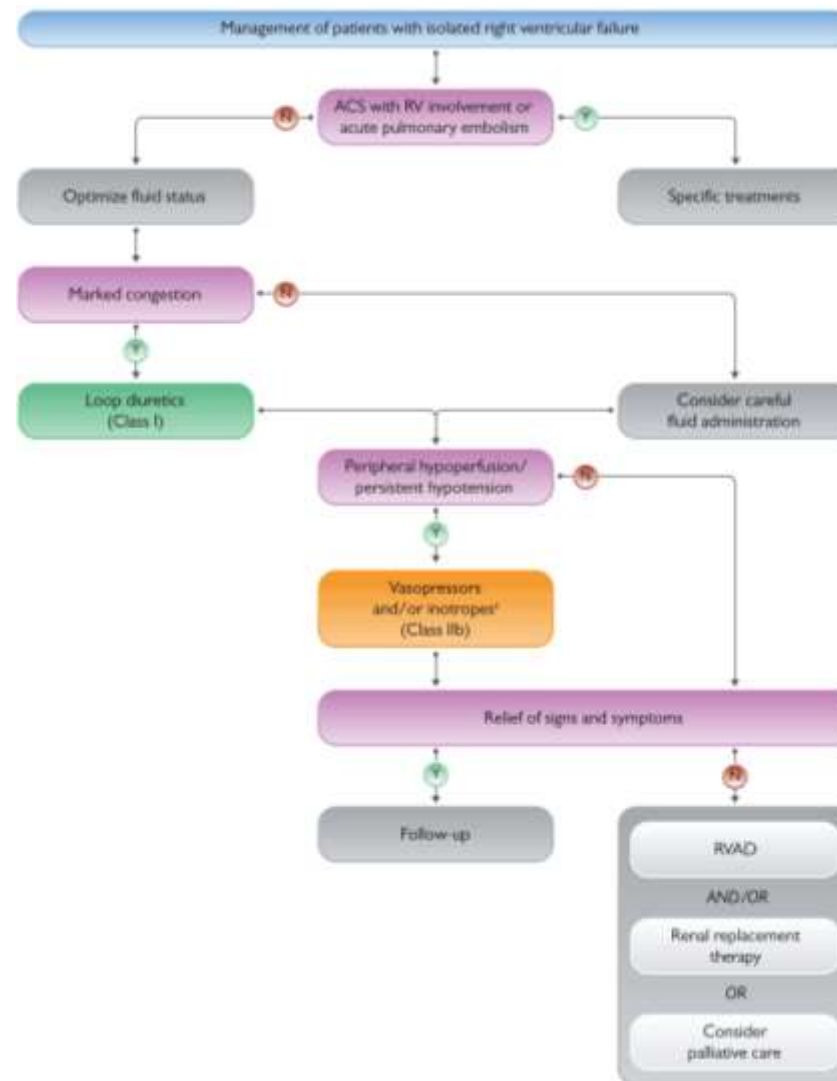 Management of patients with isolated right ventricular failure
ACS with RV involvement or
acute pulmonary embolism
N
Y
Optimize fluid status
Specific treatments
Marked congestion
N
Y
Loop diuretics
(Class I)
Consider careful
fluid administration
Peripheral hypoperfusion/
persistent hypotension
N
Y
Vasopressors
and/or inotropesᵃ
(Class IIb)
Relief of signs and symptoms
Y
N
Follow-up
RVAD
AND/OR
Renal replacement
therapy
OR
Consider
palliative care